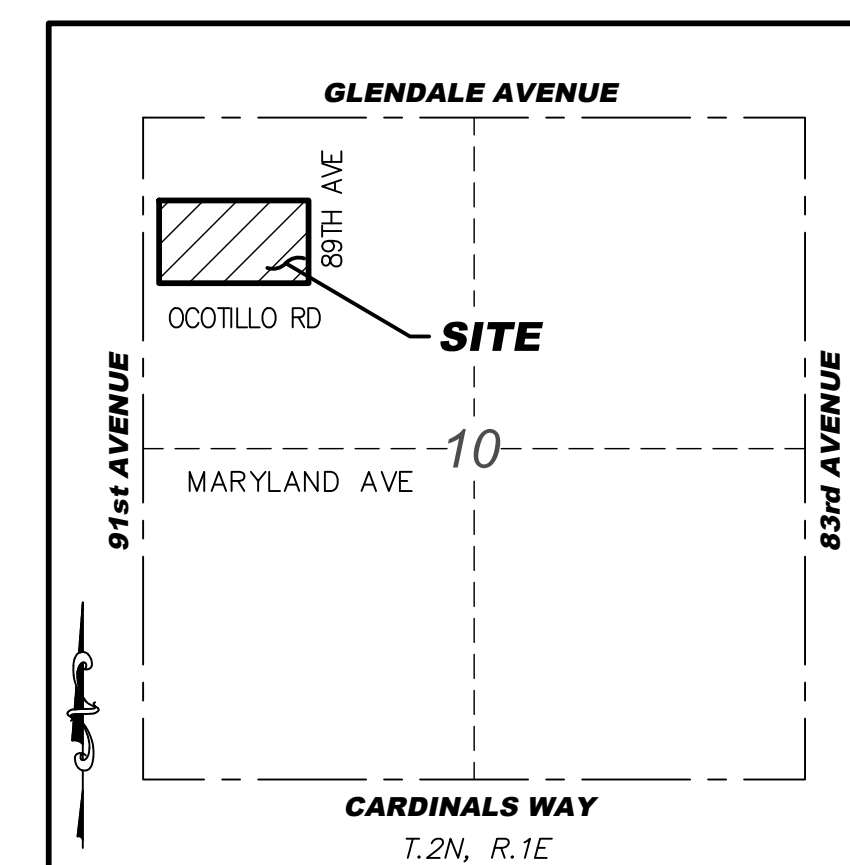 GLENDALE AVENUE
89TH AVE
OCOTILLO RD
SITE
91st AVENUE
10
83rd AVENUE
MARYLAND AVE
CARDINALS WAY
T.2N, R.1E